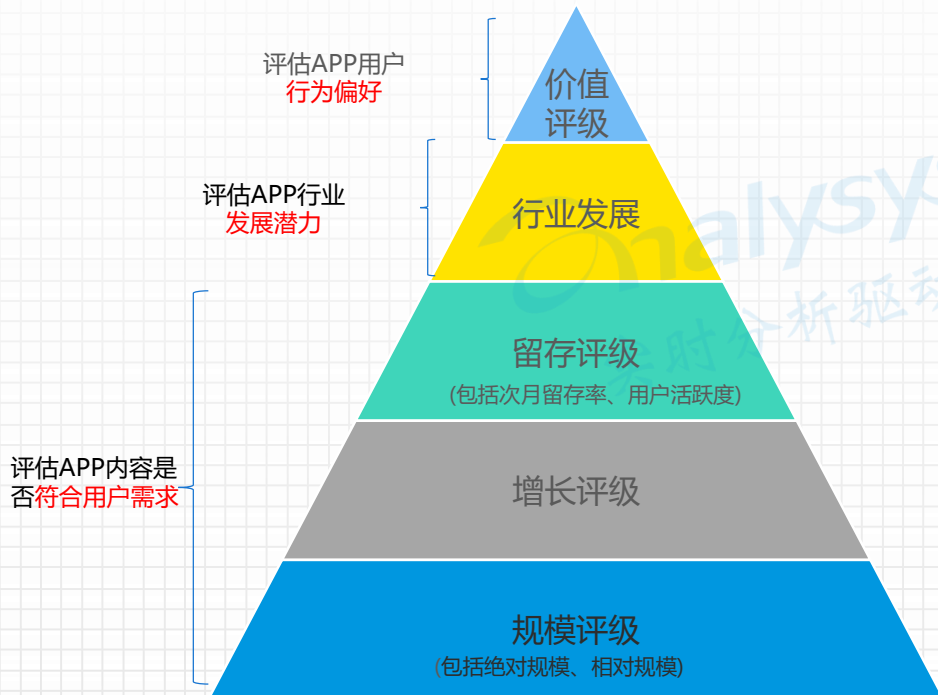 评估APP用户
行为偏好
价值
评级
评估APP行业
发展潜力
行业发展
nalysys
留存评级
(包括次月留存率、用户活跃度)
评估APP内容是
否符合用户需求
增长评级
规模评级
(包括绝对规模、相对规模)